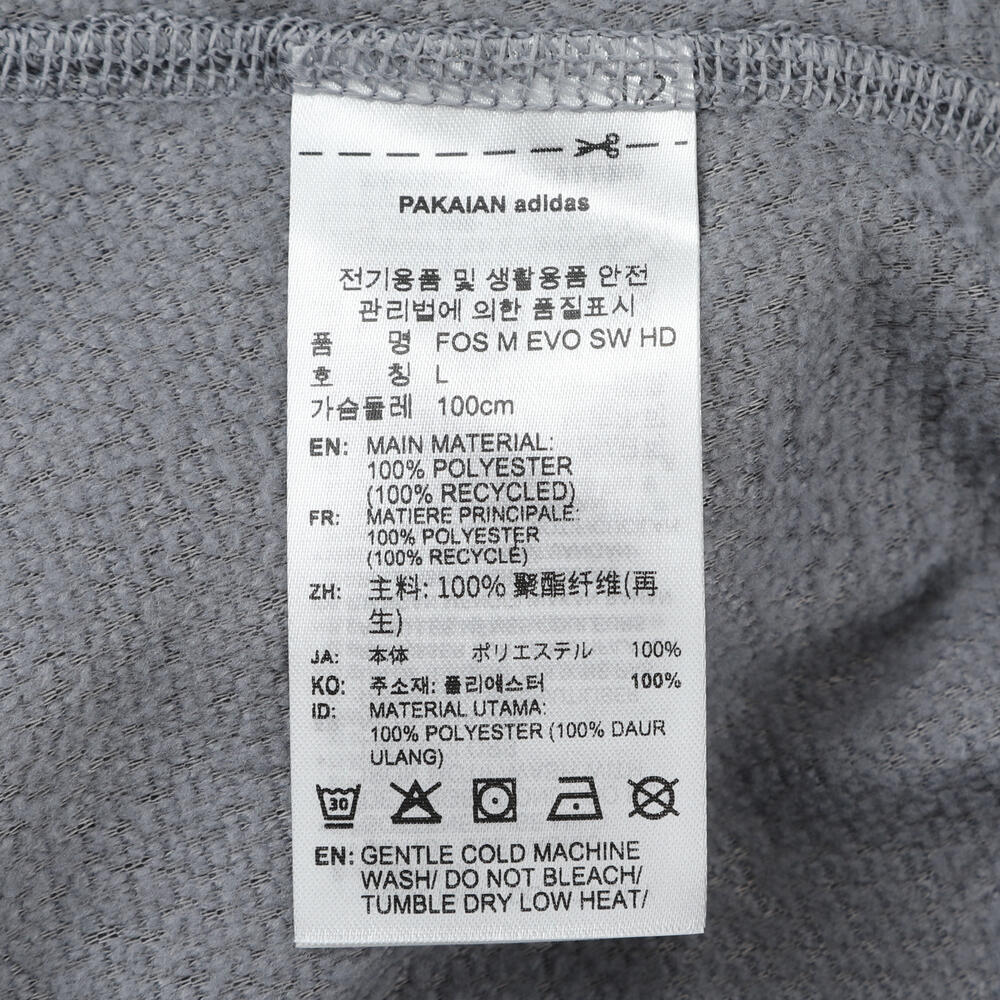 2
PAKAIAN adidas
전기용품 및 생활용품 안전
관리법에 의한 품질표시
품 명 FOS M EVO SW HD
호 칭 L
가슴둘레 100cm
EN: MAIN MATERIAL:
100% POLYESTER
(100% RECYCLED)
FR: MATIERE PRINCIPALE:
100% POLYESTER
(100% RECYCLÉ)
ZH: 主料: 100% 聚酯纤维(再
生)
JA: 本体 ポリエステル 100%
KO: 주소재: 폴리에스터 100%
ID: MATERIAL UTAMA:
100% POLYESTER (100% DAUR
ULANG)
30
EN: GENTLE COLD MACHINE
WASH/ DO NOT BLEACH/
TUMBLE DRY LOW HEAT/